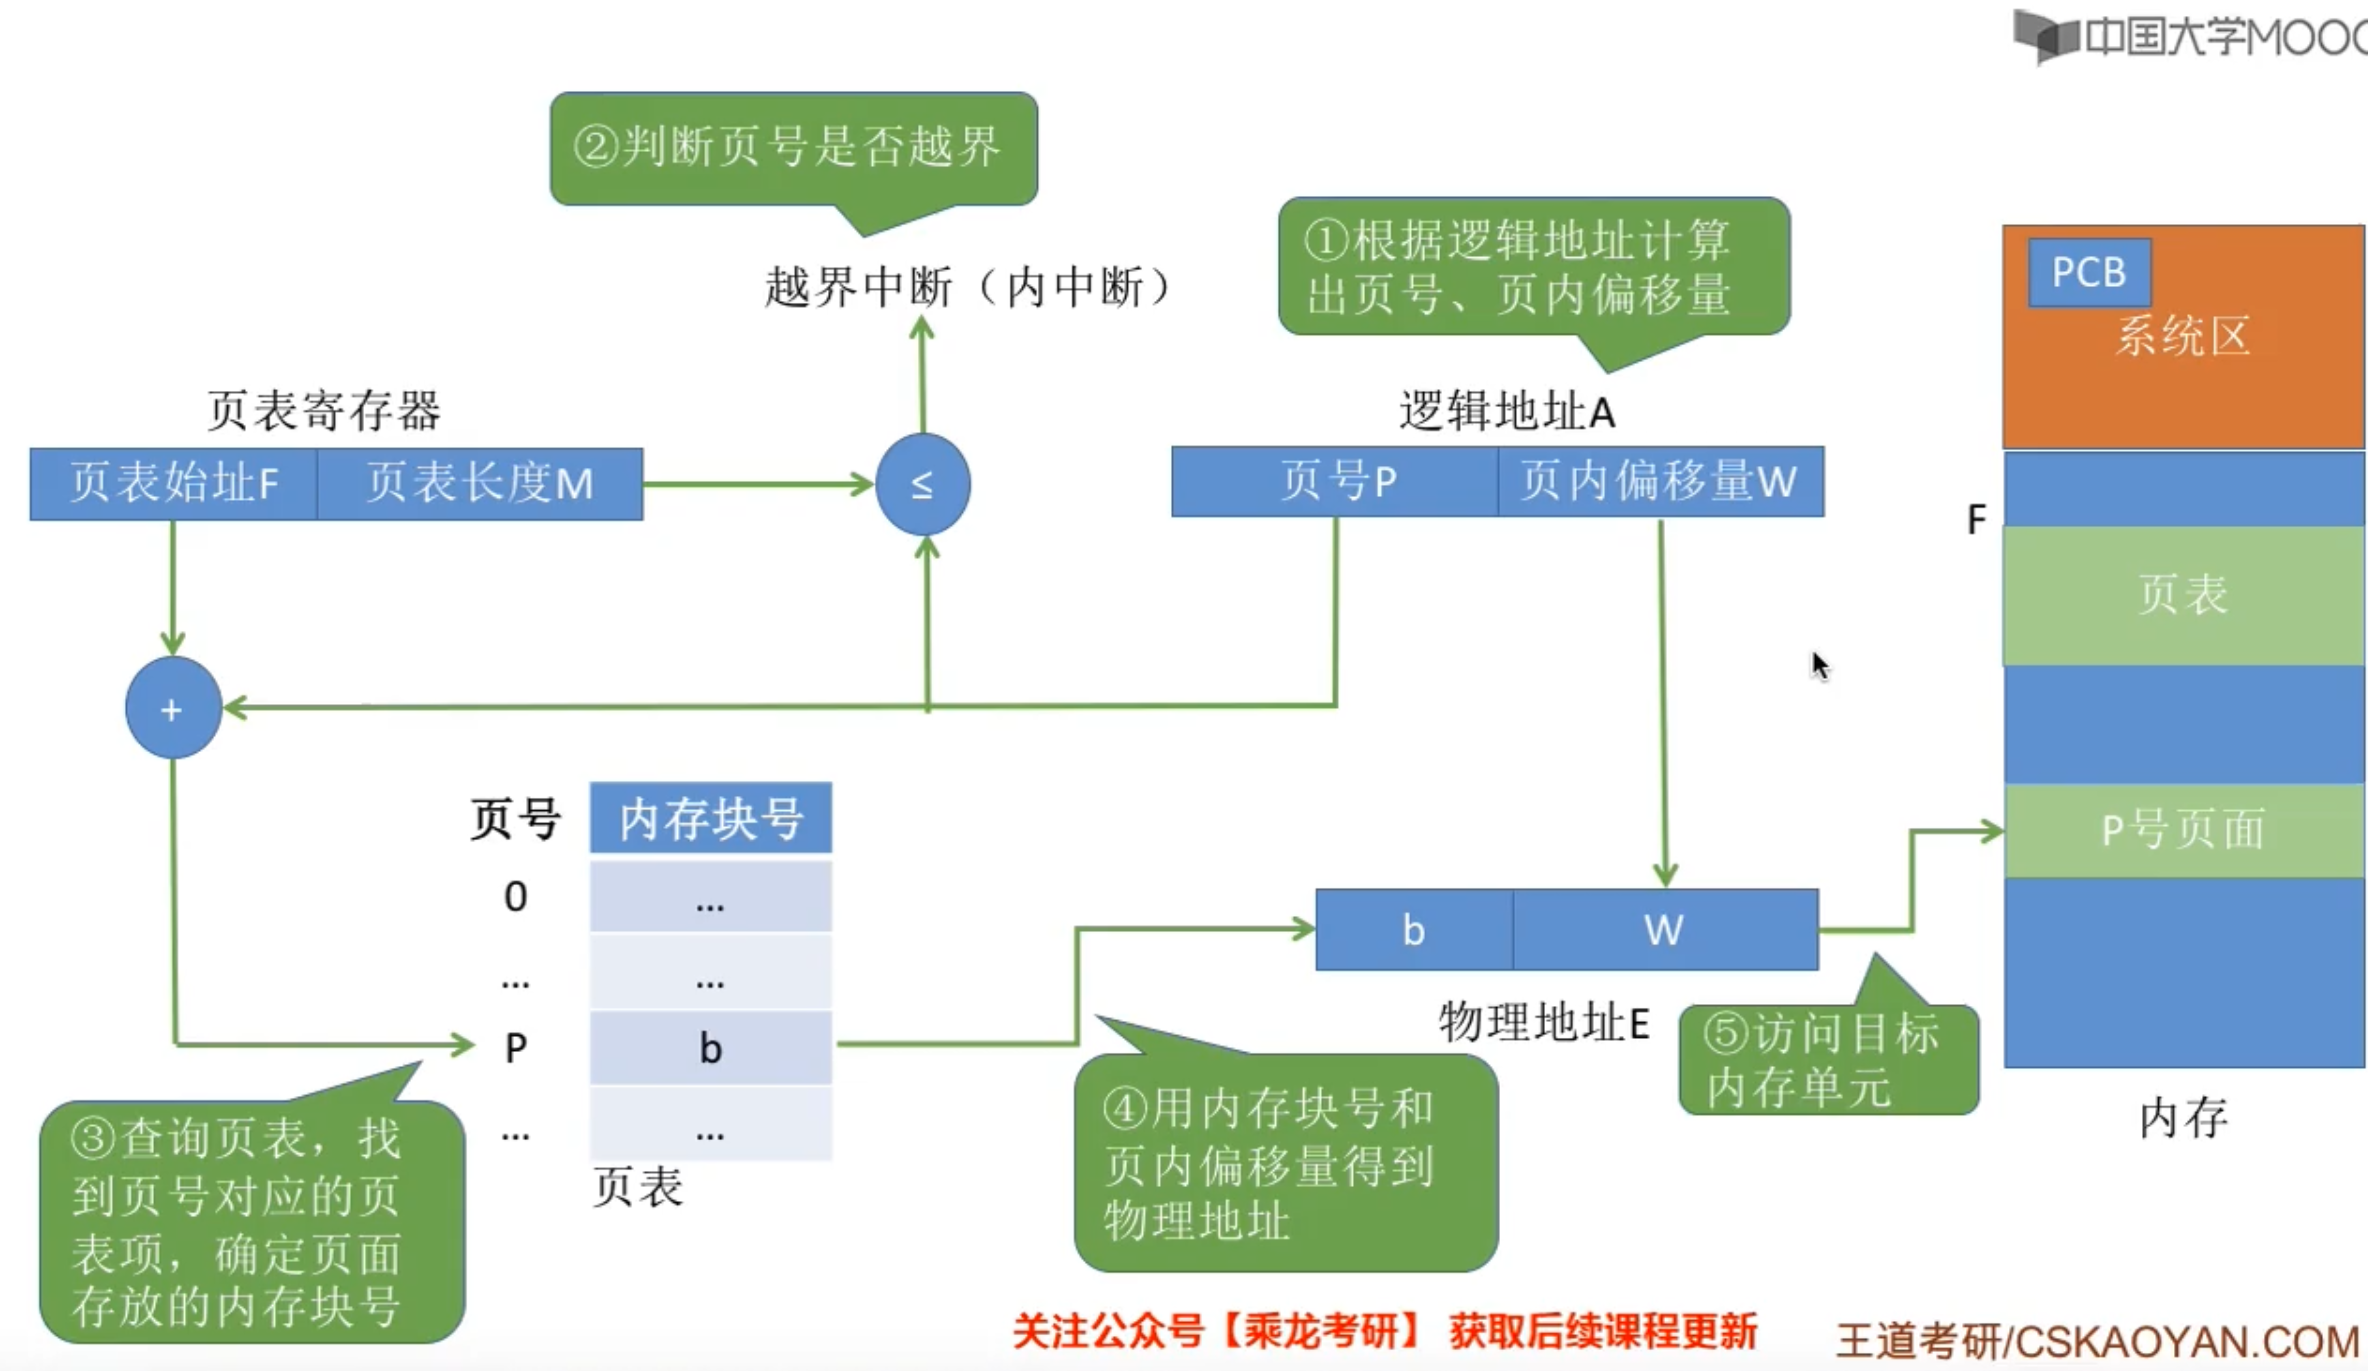 中国大学MOOC
②判断页号是否越界
①根据逻辑地址计算
出页号、页内偏移量
越界中断（内中断）
PCB
系统区
页表寄存器
逻辑地址A
页表始址F 页表长度M
≤
页号P 页内偏移量W
F
页表
+
页号 内存块号
0 ...
... ...
P b
... ...
页表
P号页面
b W
物理地址E
⑤访问目标
内存单元
内存
③查询页表，找
到页号对应的页
表项，确定页面
存放的内存块号
④用内存块号和
页内偏移量得到
物理地址
关注公众号【乘龙考研】 获取后续课程更新
王道考研/CSKAOYAN.COM